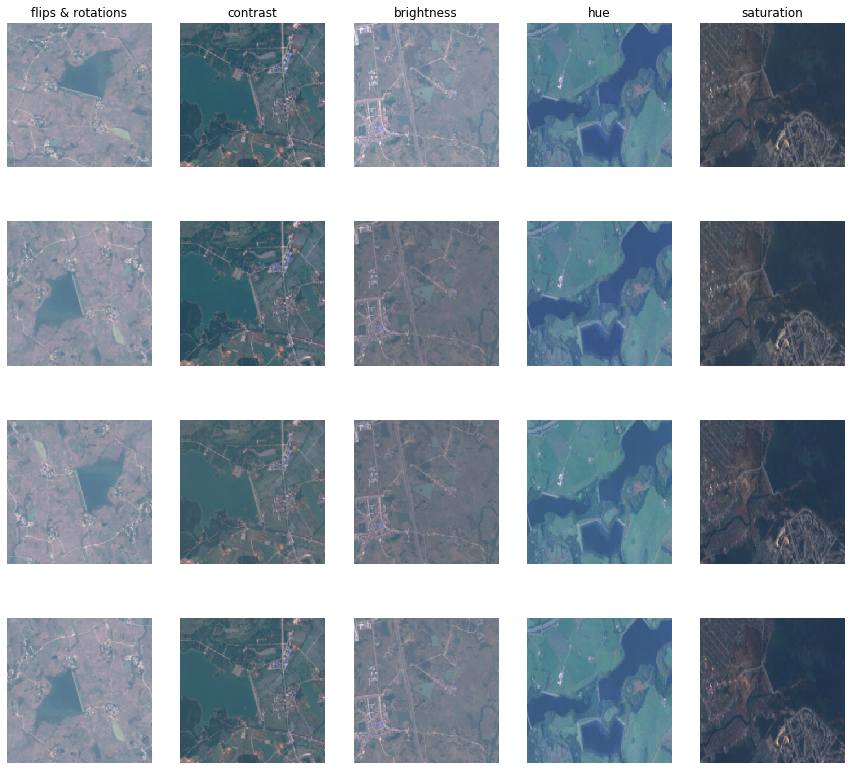 flips & rotations
contrast
brightness
hue
saturation